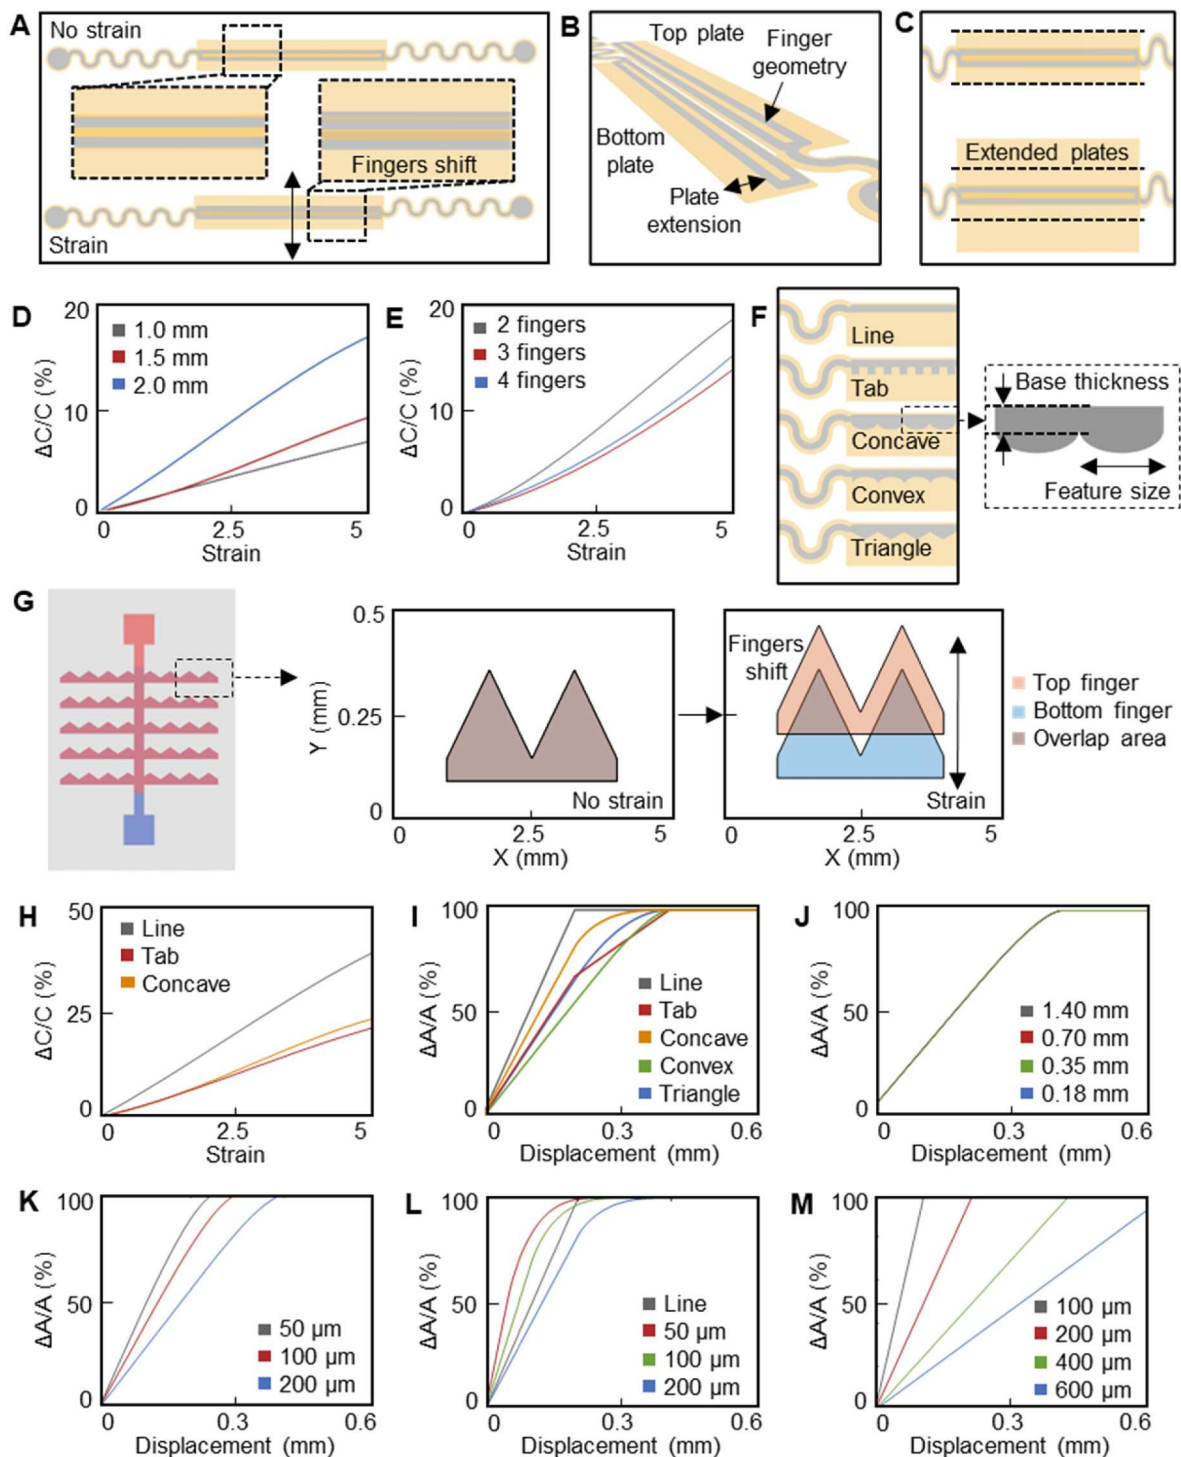 A
No strain
Fingers shift
Strain
B
Top plate
Finger
geometry
Bottom
plate
Plate
extension
C
Extended plates
D
20
10
0
ΔC/C (%)
1.0 mm
1.5 mm
2.0 mm
0
2.5
5
Strain
E
20
10
0
ΔC/C (%)
2 fingers
3 fingers
4 fingers
0
2.5
5
Strain
F
Line
Tab
Concave
Convex
Triangle
Base thickness
Feature size
G
0.5
0.25
0
Y (mm)
No strain
0
2.5
5
X (mm)
Fingers
shift
Strain
0
2.5
5
X (mm)
Top finger
Bottom finger
Overlap area
H
50
25
0
ΔC/C (%)
Line
Tab
Concave
0
2.5
5
Strain
I
100
50
0
ΔA/A (%)
Line
Tab
Concave
Convex
Triangle
0
0.3
0.6
Displacement (mm)
J
100
50
0
ΔA/A (%)
1.40 mm
0.70 mm
0.35 mm
0.18 mm
0
0.3
0.6
Displacement (mm)
K
100
50
0
ΔA/A (%)
50 µm
100 µm
200 µm
0
0.3
0.6
Displacement (mm)
L
100
50
0
ΔA/A (%)
Line
50 µm
100 µm
200 µm
0
0.3
0.6
Displacement (mm)
M
100
50
0
ΔA/A (%)
100 µm
200 µm
400 µm
600 µm
0
0.3
0.6
Displacement (mm)